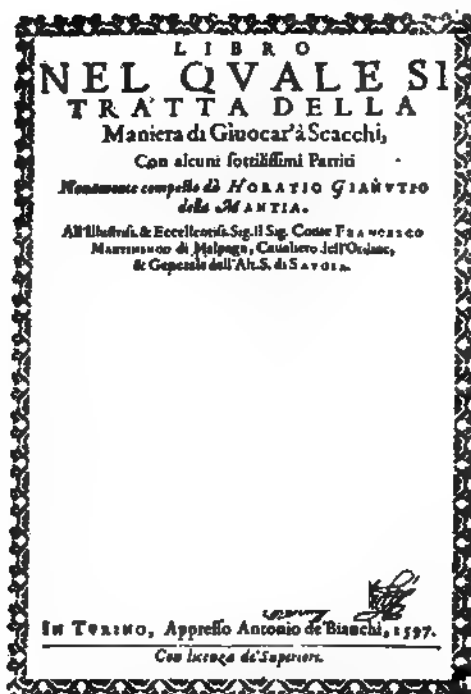 LIBRO
NEL QVALE SI
TRATTA DELLA
Maniera di Giuocar'à Scacchi,
Con alcuni sottilissimi Partiti
Nouamente composto dà HORATIO GIANVTIO
della MANTIA.
All'Illustriss. & Eccellentiss. Sig. il Sig. Conte FRANCESCO
MARTINENGO di Malpaga, Caualiero dell'Ordine,
& Generale dell'Alt. S. di SAVOIA.
IN TORINO, Appresso Antonio de'Bianchi, 1597.
Con licenza de'Superiori.